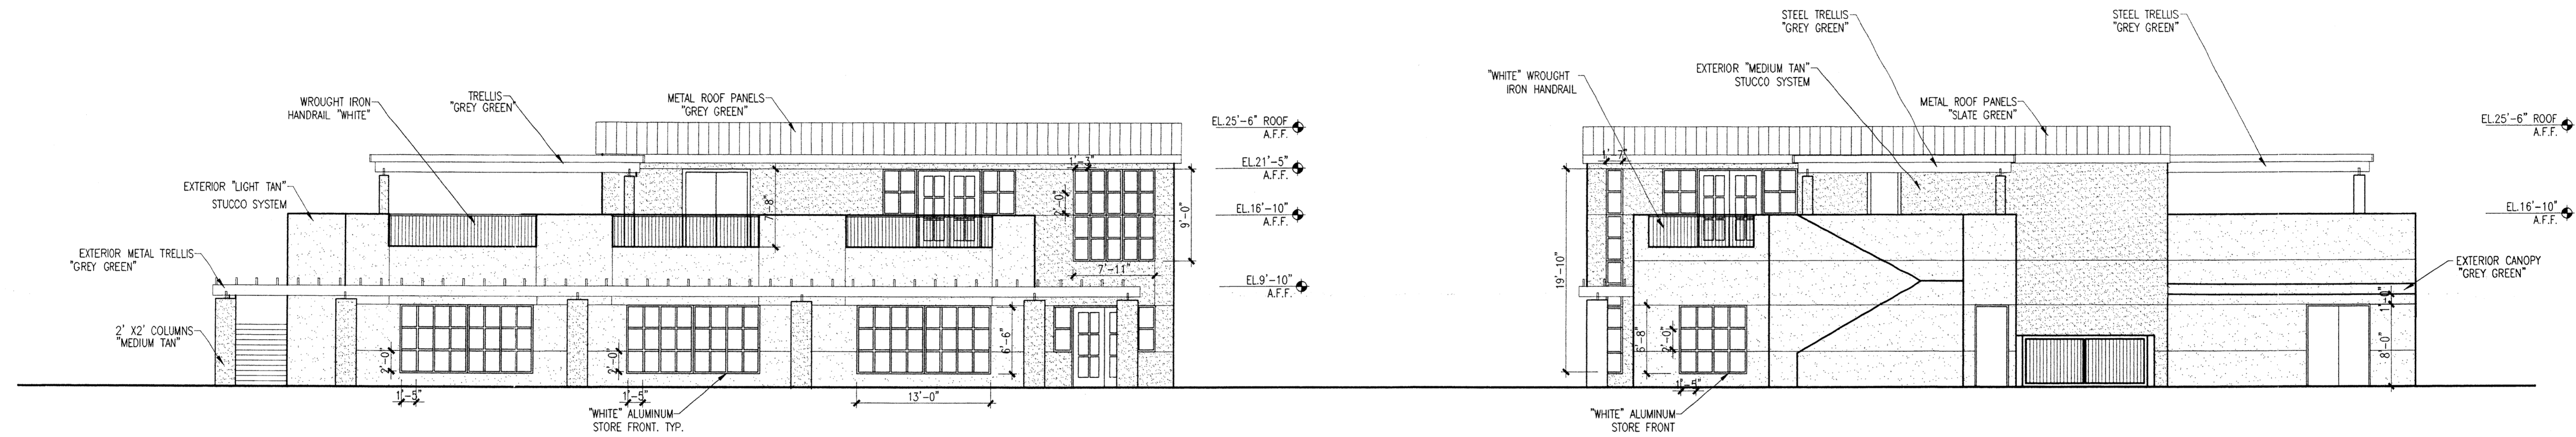 WROUGHT IRON
HANDRAIL "WHITE"
TRELLIS
"GREY GREEN"
METAL ROOF PANELS
"GREY GREEN"
EL.25'-6" ROOF
A.F.F.
EXTERIOR "LIGHT TAN"
STUCCO SYSTEM
1'-3"
EL.21'-5"
A.F.F.
7'-8"
2'-0"
9'-0"
EL.16'-10"
A.F.F.
EXTERIOR METAL TRELLIS
"GREY GREEN"
7'-11"
EL.9'-10"
A.F.F.
2' X2' COLUMNS
"MEDIUM TAN"
2'-0"
2'-0"
6'-6"
1'-5"
1'-5"
13'-0"
"WHITE" ALUMINUM
STORE FRONT. TYP.
STEEL TRELLIS
"GREY GREEN"
STEEL TRELLIS
"GREY GREEN"
"WHITE" WROUGHT
IRON HANDRAIL
EXTERIOR "MEDIUM TAN"
STUCCO SYSTEM
METAL ROOF PANELS
"SLATE GREEN"
EL.25'-6" ROOF
A.F.F.
EL.16'-10"
A.F.F.
19'-10"
EXTERIOR CANOPY
"GREY GREEN"
1'-0"
6'-8"
2'-0"
8'-0"
1'-5"
"WHITE" ALUMINUM
STORE FRONT